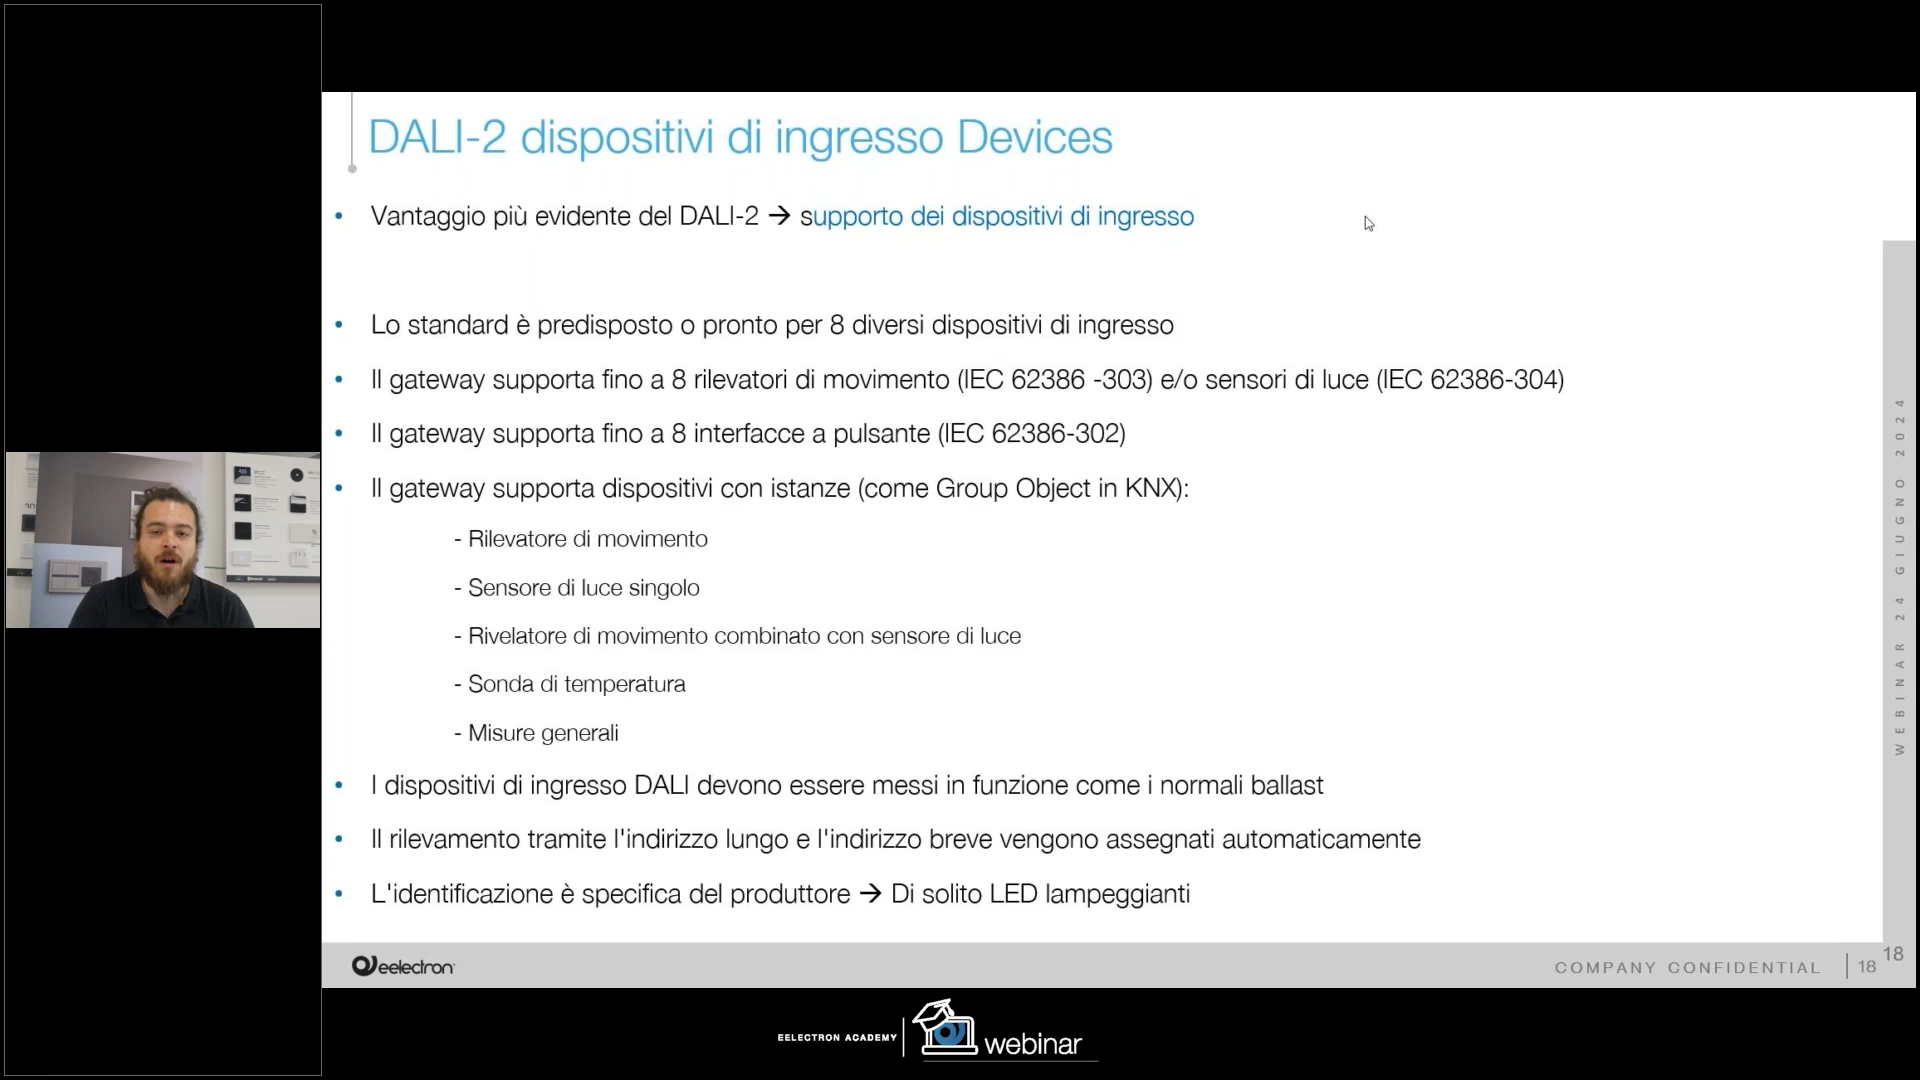 DALI-2 dispositivi di ingresso Devices
• Vantaggio più evidente del DALI-2 → supporto dei dispositivi di ingresso
• Lo standard è predisposto o pronto per 8 diversi dispositivi di ingresso
• Il gateway supporta fino a 8 rilevatori di movimento (IEC 62386 -303) e/o sensori di luce (IEC 62386-304)
• Il gateway supporta fino a 8 interfacce a pulsante (IEC 62386-302)
• Il gateway supporta dispositivi con istanze (come Group Object in KNX):
- Rilevatore di movimento
- Sensore di luce singolo
- Rivelatore di movimento combinato con sensore di luce
- Sonda di temperatura
- Misure generali
• I dispositivi di ingresso DALI devono essere messi in funzione come i normali ballast
• Il rilevamento tramite l'indirizzo lungo e l'indirizzo breve vengono assegnati automaticamente
• L'identificazione è specifica del produttore → Di solito LED lampeggianti
WEBINAR 24 GIUGNO 2024
eelectron
COMPANY CONFIDENTIAL
18
18
EELECTRON ACADEMY
webinar